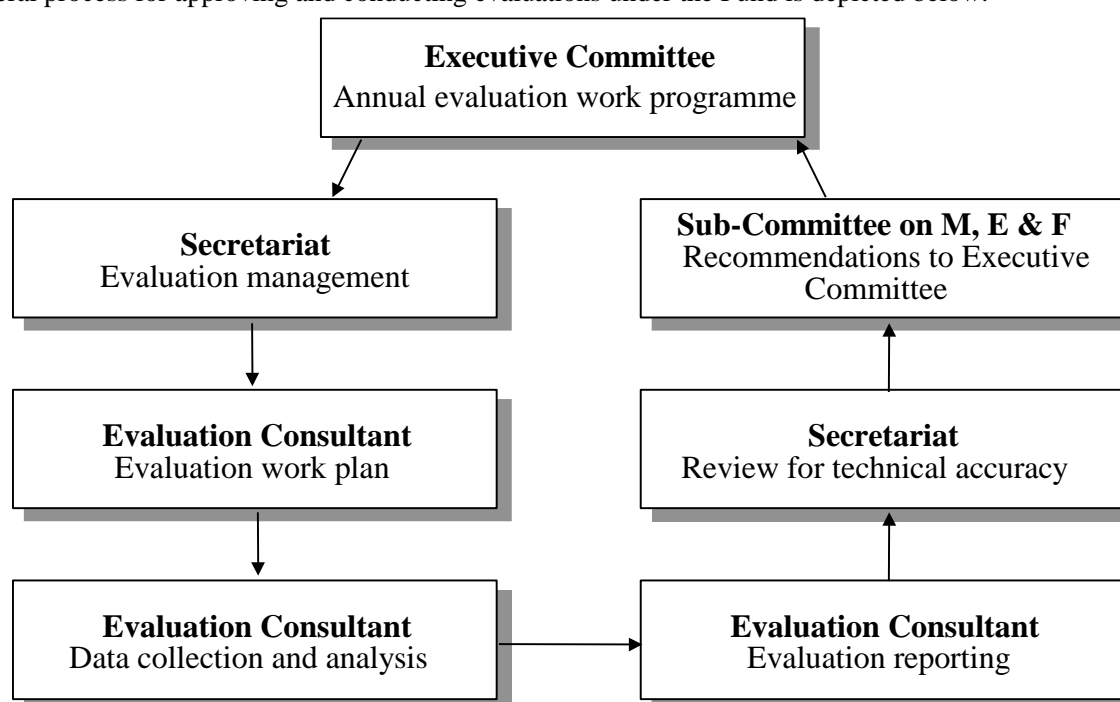 process for approving and conducting evaluations under the Fund is depicted below.
Executive Committee
Annual evaluation work programme
Secretariat
Evaluation management
Evaluation Consultant
Evaluation work plan
Evaluation Consultant
Data collection and analysis
Evaluation Consultant
Evaluation reporting
Secretariat
Review for technical accuracy
Sub-Committee on M, E & F
Recommendations to Executive
Committee